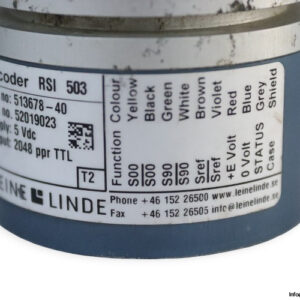 coder RSI 503
no: 513678-40
no. 52019023
ply: 5 Vdc
put: 2048 ppr TTL
T2
EINE LINDE
Function Colour
S00 Yellow
S00 Black
S90 Green
S90 White
Sref Brown
Sref Violet
+E Volt Red
0 Volt Blue
STATUS Grey
Case Shield
Phone +46 152 26500 www.leinelinde.com
Fax +46 152 26505 info@leinelinde.se